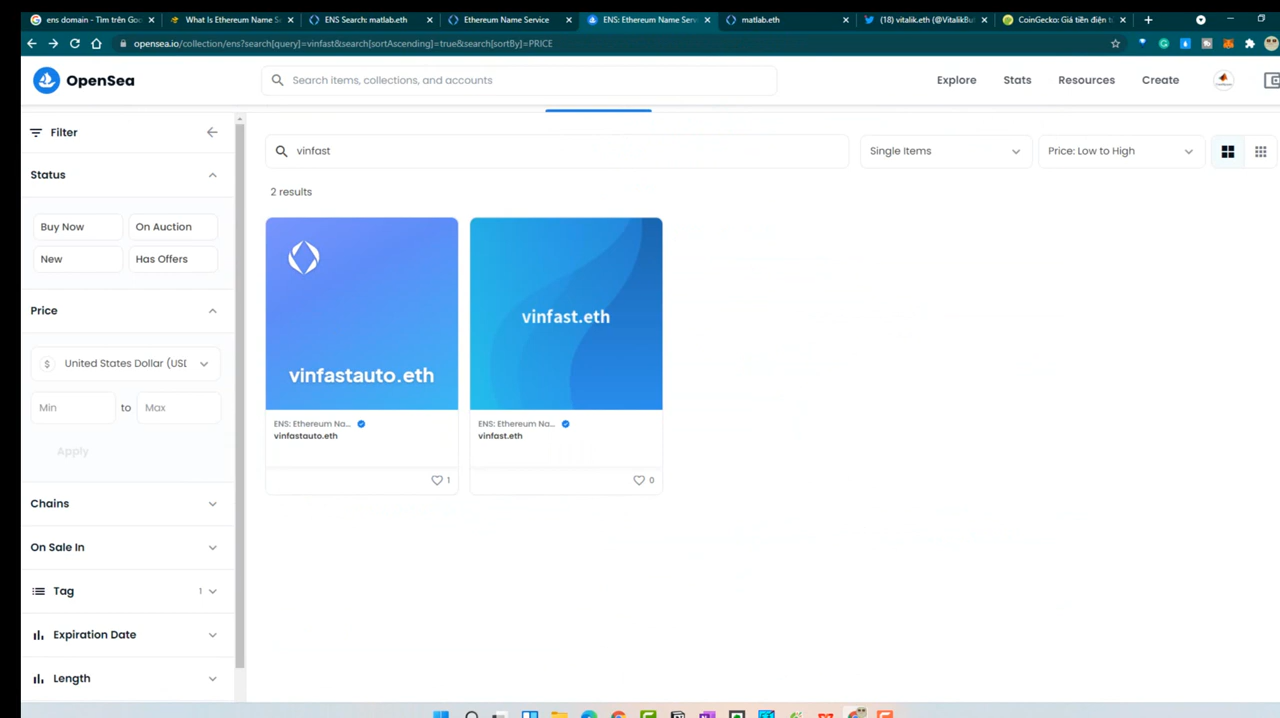 ens domain - Tìm trên Goo
What Is Ethereum Name S
ENS Search: matlab.eth
Ethereum Name Service
ENS: Ethereum Name Serv
matlab.eth
(18) vitalik.eth (@VitalikBut
CoinGecko: Giá tiền điện t
opensea.io/collection/ens?search[query]=vinfast&search[sortAscending]=true&search[sortBy]=PRICE
OpenSea
Search items, collections, and accounts
Explore
Stats
Resources
Create
Filter
vinfast
Single Items
Price: Low to High
Status
2 results
Buy Now
On Auction
New
Has Offers
Price
United States Dollar (USD
Min
to
Max
Apply
vinfastauto.eth
vinfast.eth
ENS: Ethereum Na...
vinfastauto.eth
1
ENS: Ethereum Na...
vinfast.eth
0
Chains
On Sale In
Tag
1
Expiration Date
Length